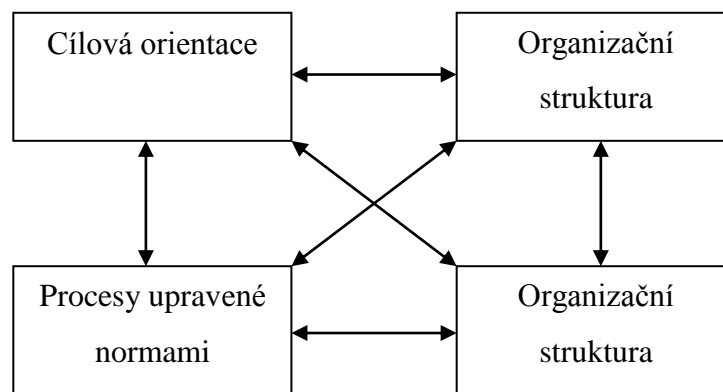 Cílová orientace
Organizační
struktura
Procesy upravené
normami
Organizační
struktura